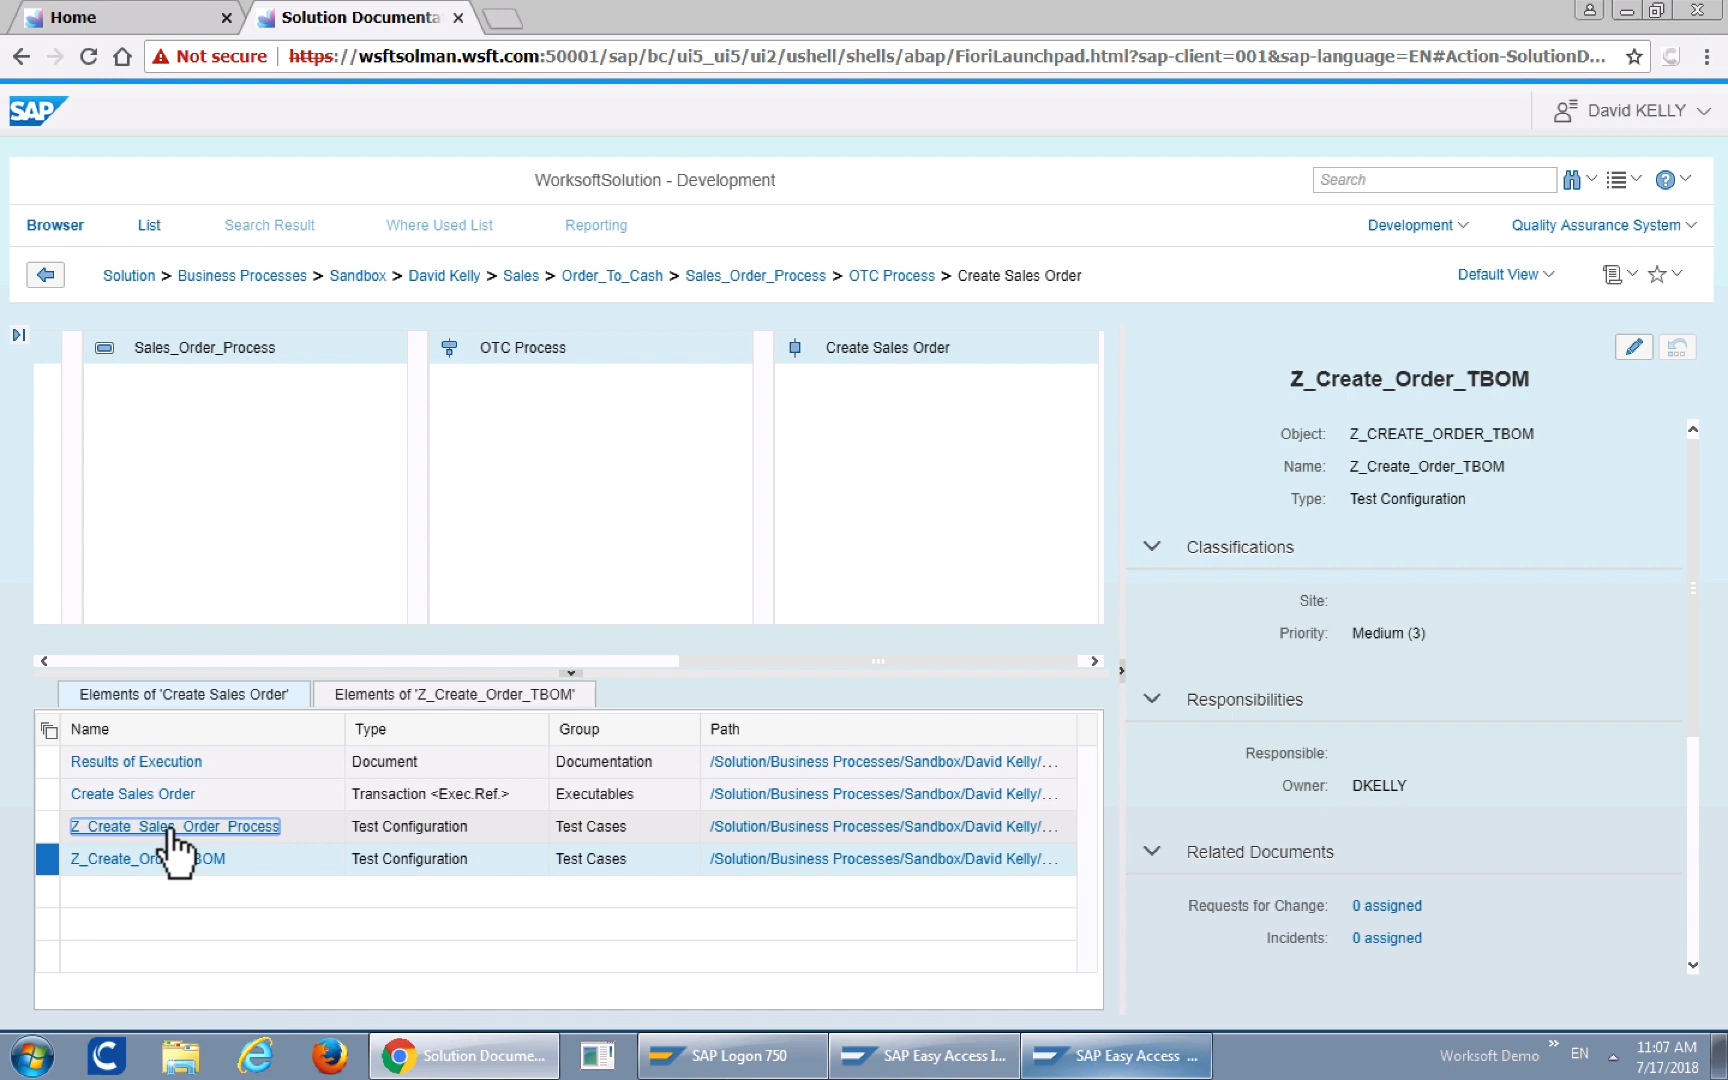 Home
Solution Documenta
Not secure https://wsftsolman.wsft.com:50001/sap/bc/ui5_ui5/ui2/ushell/shells/abap/FioriLaunchpad.html?sap-client=001&sap-language=EN#Action-SolutionD...
SAP
David KELLY
WorksoftSolution - Development
Search
Browser List Search Result Where Used List Reporting Development Quality Assurance System
Solution > Business Processes > Sandbox > David Kelly > Sales > Order_To_Cash > Sales_Order_Process > OTC Process > Create Sales Order
Default View
Sales_Order_Process OTC Process Create Sales Order
Z_Create_Order_TBOM
Object: Z_CREATE_ORDER_TBOM
Name: Z_Create_Order_TBOM
Type: Test Configuration
Classifications
Site:
Priority: Medium (3)
Responsibilities
Responsible:
Owner: DKELLY
Related Documents
Requests for Change: 0 assigned
Incidents: 0 assigned
Elements of 'Create Sales Order' Elements of 'Z_Create_Order_TBOM'
Name Type Group Path
Results of Execution Document Documentation /Solution/Business Processes/Sandbox/David Kelly/...
Create Sales Order Transaction <Exec.Ref.> Executables /Solution/Business Processes/Sandbox/David Kelly/...
Z_Create_Sales_Order_Process Test Configuration Test Cases /Solution/Business Processes/Sandbox/David Kelly/...
Test Configuration Test Cases /Solution/Business Processes/Sandbox/David Kelly/...
Solution Docume...
SAP Logon 750
SAP Easy Access I...
SAP Easy Access ...
Worksoft Demo
EN
11:07 AM
7/17/2018